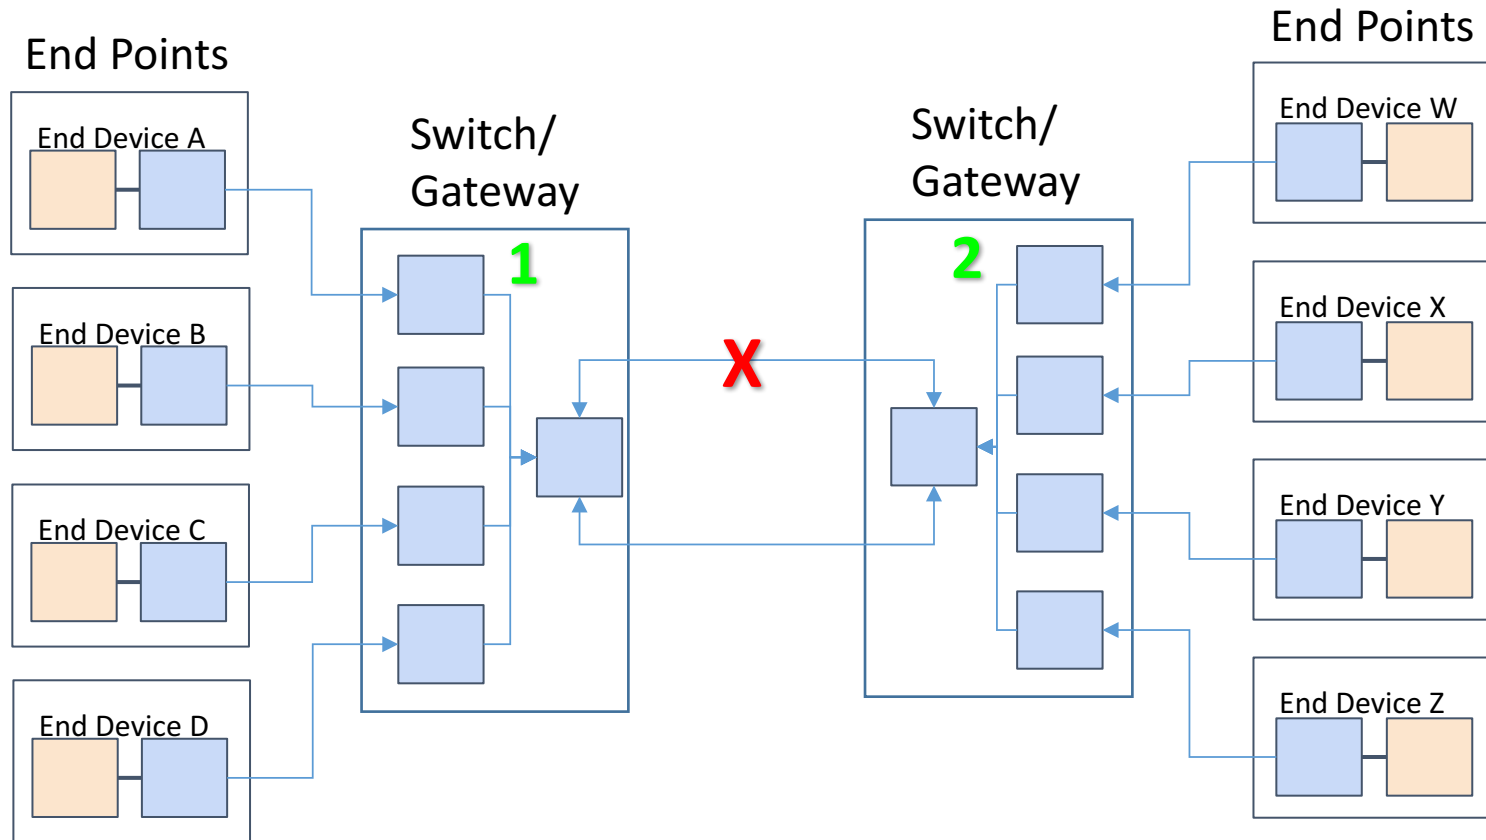 End Points
End Device A
End Device B
End Device C
End Device D
Switch/
Gateway
1
X
Switch/
Gateway
2
End Points
End Device W
End Device X
End Device Y
End Device Z